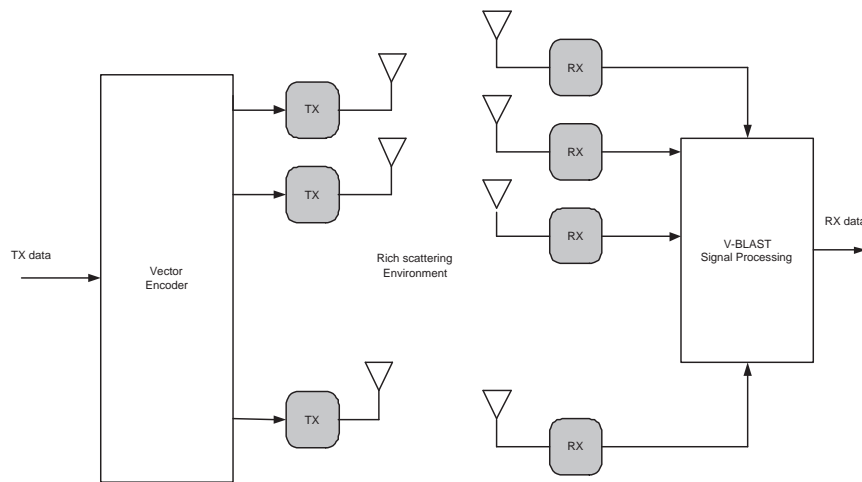 TX data
Vector
Encoder
TX
TX
TX
Rich scattering
Environment
RX
RX
RX
RX
V-BLAST
Signal Processing
RX data